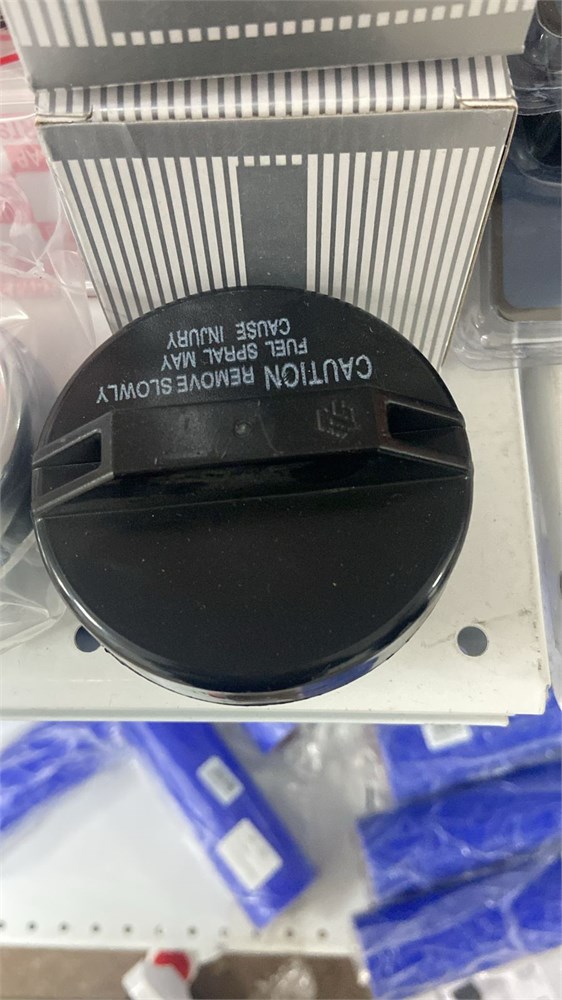 CAUTION REMOVE SLOWLY
FUEL SPRAL MAY
CAUSE INJURY